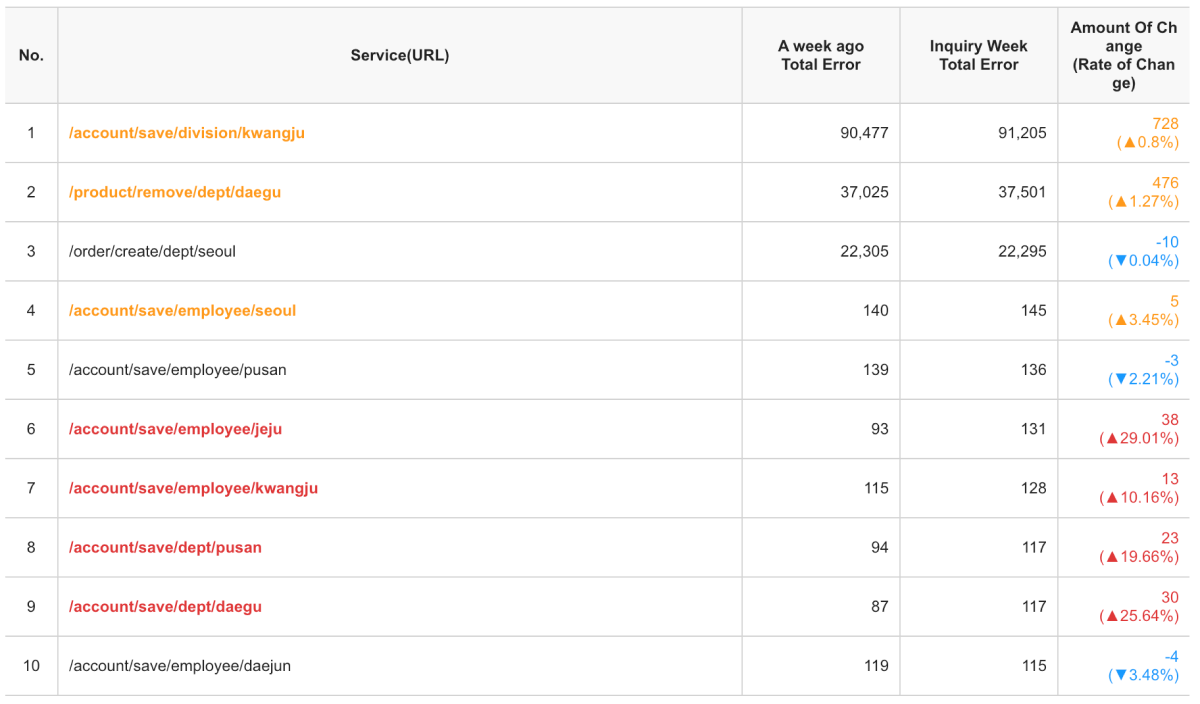 No. Service(URL) A week ago Total Error Inquiry Week Total Error Amount Of Change (Rate of Change)
1 /account/save/division/kwangju 90,477 91,205 728 (▲0.8%)
2 /product/remove/dept/daegu 37,025 37,501 476 (▲1.27%)
3 /order/create/dept/seoul 22,305 22,295 -10 (▼0.04%)
4 /account/save/employee/seoul 140 145 5 (▲3.45%)
5 /account/save/employee/pusan 139 136 -3 (▼2.21%)
6 /account/save/employee/jeju 93 131 38 (▲29.01%)
7 /account/save/employee/kwangju 115 128 13 (▲10.16%)
8 /account/save/dept/pusan 94 117 23 (▲19.66%)
9 /account/save/dept/daegu 87 117 30 (▲25.64%)
10 /account/save/employee/daejun 119 115 -4 (▼3.48%)